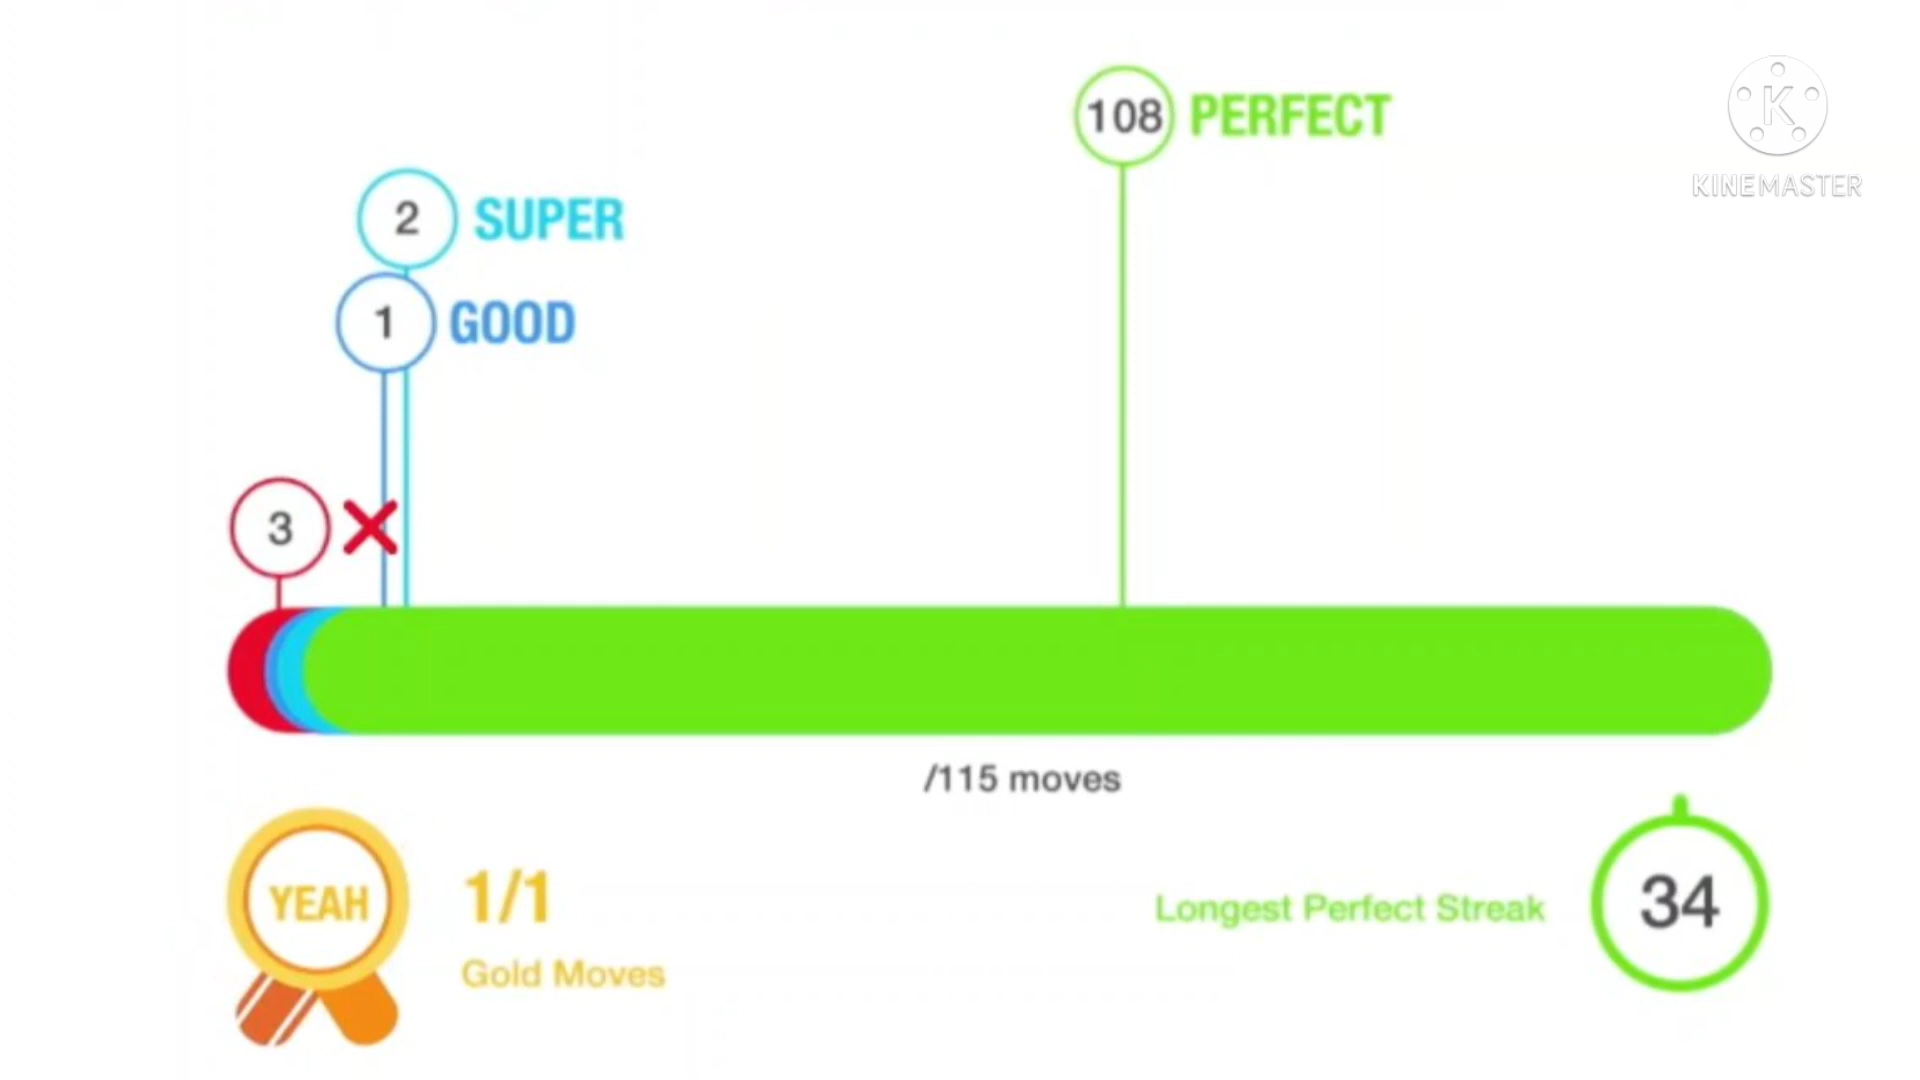 108 PERFECT
K
KINEMASTER
2 SUPER
1 GOOD
3
/115 moves
YEAH
1/1
Gold Moves
Longest Perfect Streak
34